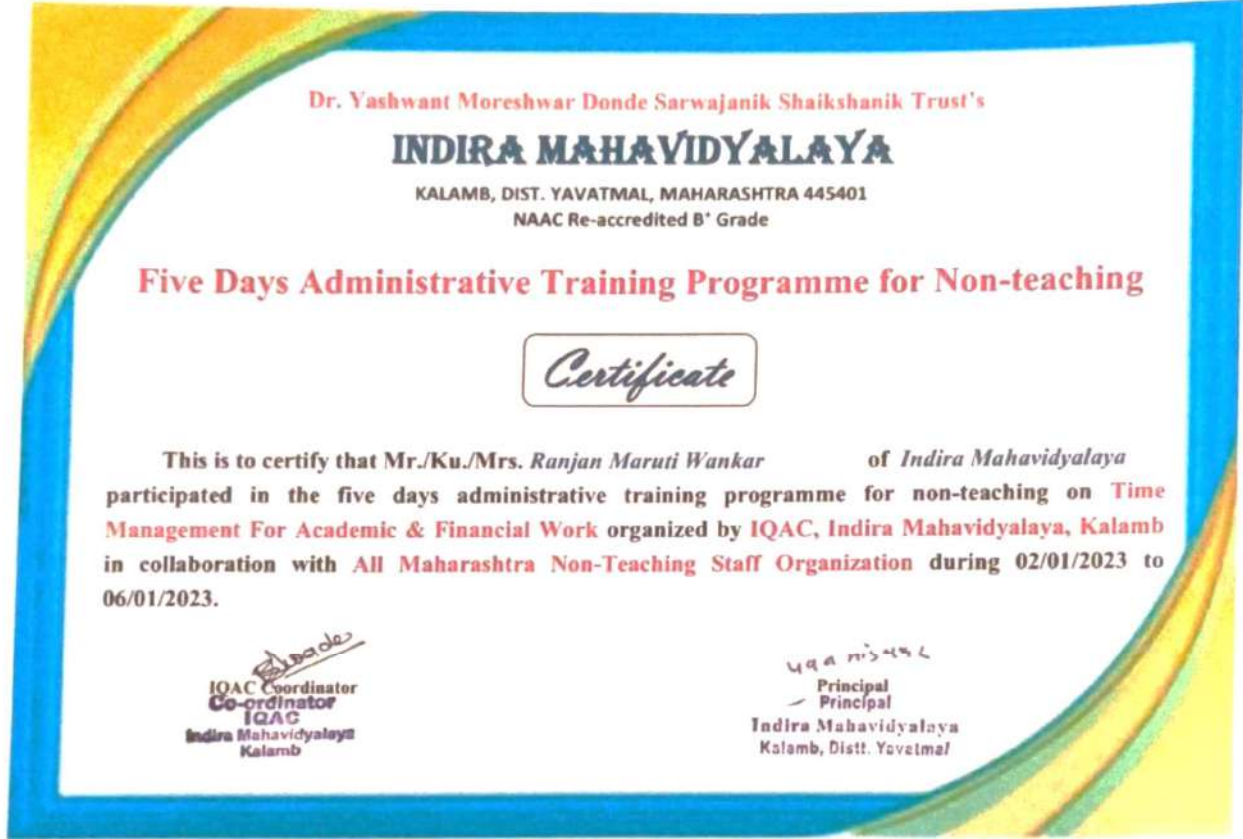 Dr. Yashwant Moreshwar Donde Sarwajanik Shaikshanik Trust's
INDIRA MAHAVIDYALAYA
KALAMB, DIST. YAVATMAL, MAHARASHTRA 445401
NAAC Re-accredited B+ Grade
Five Days Administrative Training Programme for Non-teaching
Certificate
This is to certify that Mr./Ku./Mrs. Ranjan Maruti Wankar of Indira Mahavidyalaya
participated in the five days administrative training programme for non-teaching on Time
Management For Academic & Financial Work organized by IQAC, Indira Mahavidyalaya, Kalamb
in collaboration with All Maharashtra Non-Teaching Staff Organization during 02/01/2023 to
06/01/2023.
IQAC Coordinator
Co-ordinator
IQAC
Indira Mahavidyalaya
Kalamb
Principal
Principal
Indira Mahavidyalaya
Kalamb, Distt. Yavatmal